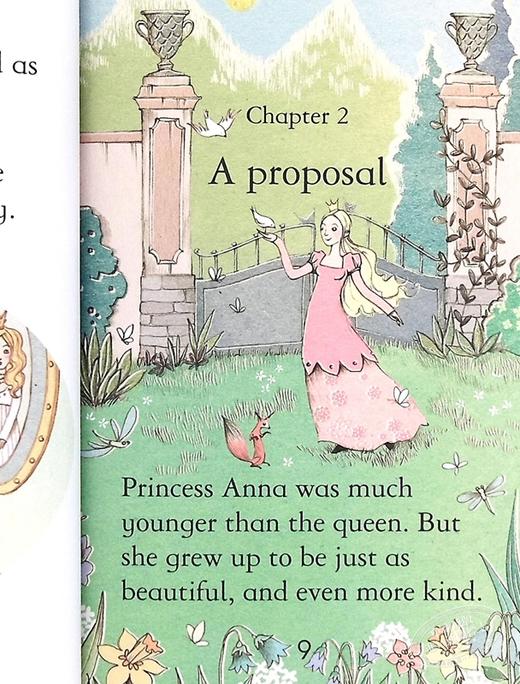 l as
e
y.
Chapter 2
A proposal
Princess Anna was much
younger than the queen. But
she grew up to be just as
beautiful, and even more kind.
9